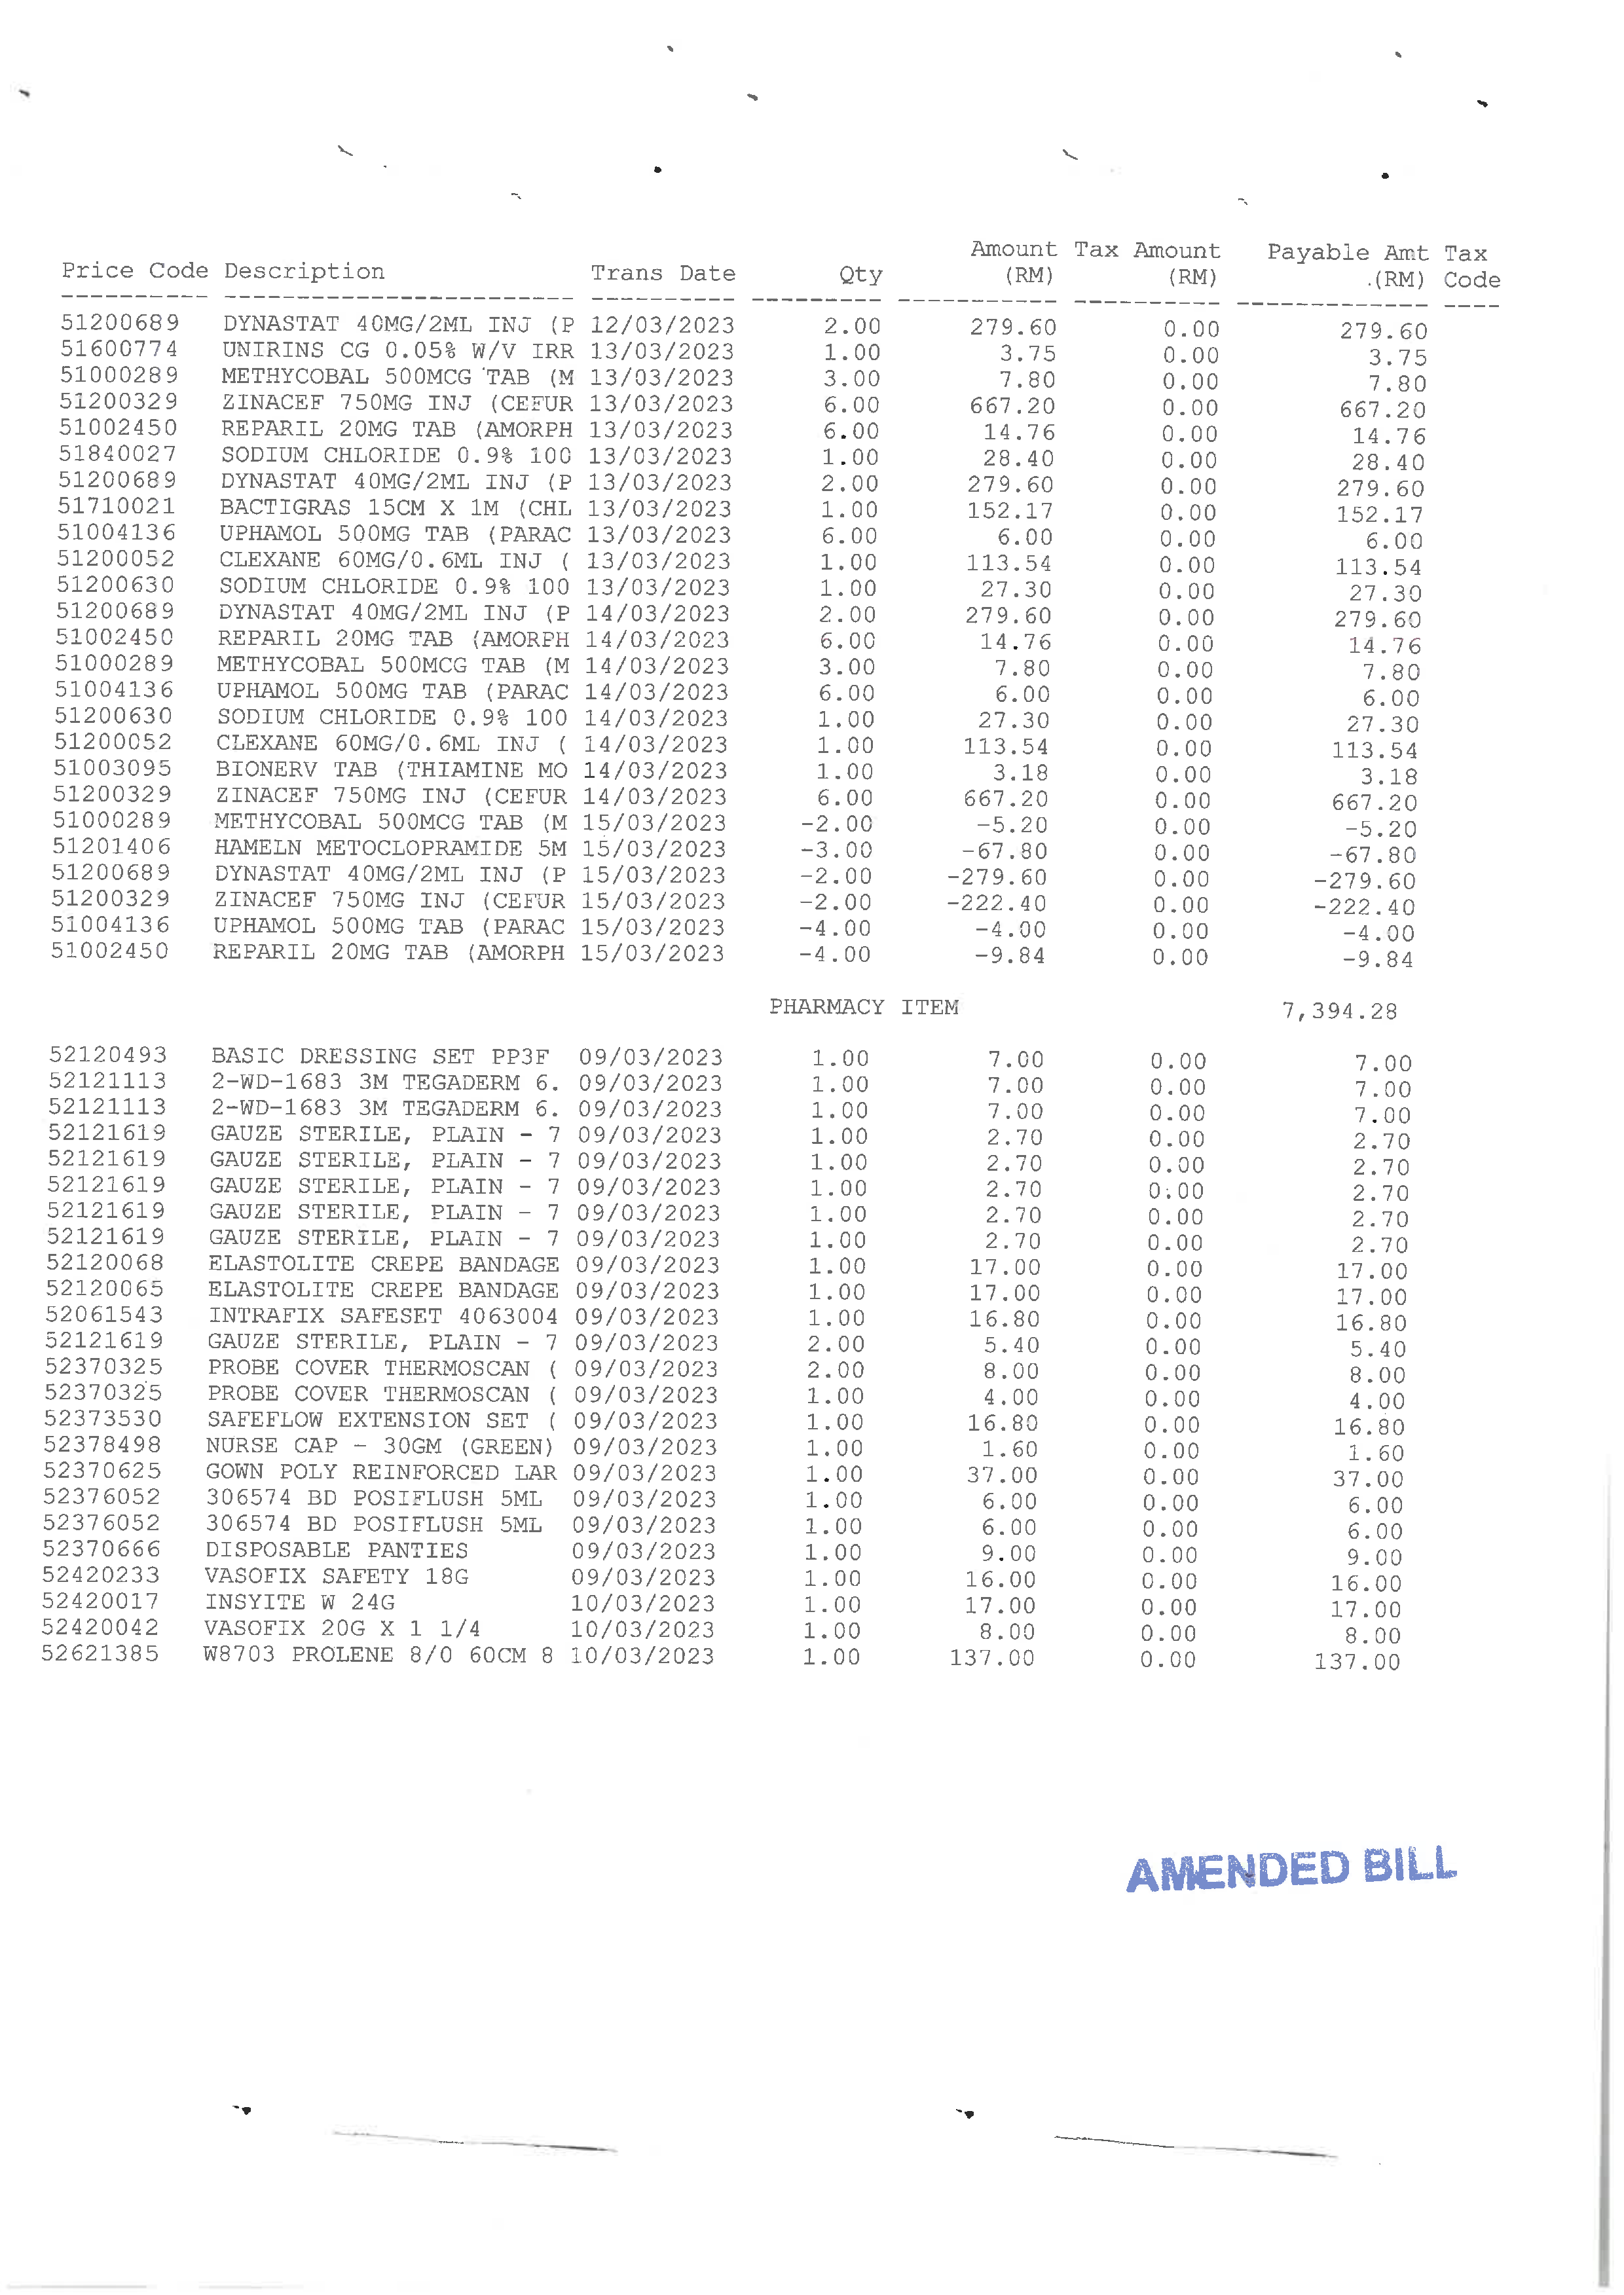 Amount Tax Amount Payable Amt Tax
Price Code Description Trans Date Qty (RM) (RM) .(RM) Code
---------- ------------------------ ---------- --------- ----------- ---------- ------------- ----
51200689 DYNASTAT 40MG/2ML INJ (P 12/03/2023 2.00 279.60 0.00 279.60
51600774 UNIRINS CG 0.05% W/V IRR 13/03/2023 1.00 3.75 0.00 3.75
51000289 METHYCOBAL 500MCG TAB (M 13/03/2023 3.00 7.80 0.00 7.80
51200329 ZINACEF 750MG INJ (CEFUR 13/03/2023 6.00 667.20 0.00 667.20
51002450 REPARIL 20MG TAB (AMORPH 13/03/2023 6.00 14.76 0.00 14.76
51840027 SODIUM CHLORIDE 0.9% 100 13/03/2023 1.00 28.40 0.00 28.40
51200689 DYNASTAT 40MG/2ML INJ (P 13/03/2023 2.00 279.60 0.00 279.60
51710021 BACTIGRAS 15CM X 1M (CHL 13/03/2023 1.00 152.17 0.00 152.17
51004136 UPHAMOL 500MG TAB (PARAC 13/03/2023 6.00 6.00 0.00 6.00
51200052 CLEXANE 60MG/0.6ML INJ ( 13/03/2023 1.00 113.54 0.00 113.54
51200630 SODIUM CHLORIDE 0.9% 100 13/03/2023 1.00 27.30 0.00 27.30
51200689 DYNASTAT 40MG/2ML INJ (P 14/03/2023 2.00 279.60 0.00 279.60
51002450 REPARIL 20MG TAB (AMORPH 14/03/2023 6.00 14.76 0.00 14.76
51000289 METHYCOBAL 500MCG TAB (M 14/03/2023 3.00 7.80 0.00 7.80
51004136 UPHAMOL 500MG TAB (PARAC 14/03/2023 6.00 6.00 0.00 6.00
51200630 SODIUM CHLORIDE 0.9% 100 14/03/2023 1.00 27.30 0.00 27.30
51200052 CLEXANE 60MG/0.6ML INJ ( 14/03/2023 1.00 113.54 0.00 113.54
51003095 BIONERV TAB (THIAMINE MO 14/03/2023 1.00 3.18 0.00 3.18
51200329 ZINACEF 750MG INJ (CEFUR 14/03/2023 6.00 667.20 0.00 667.20
51000289 METHYCOBAL 500MCG TAB (M 15/03/2023 -2.00 -5.20 0.00 -5.20
51201406 HAMELN METOCLOPRAMIDE 5M 15/03/2023 -3.00 -67.80 0.00 -67.80
51200689 DYNASTAT 40MG/2ML INJ (P 15/03/2023 -2.00 -279.60 0.00 -279.60
51200329 ZINACEF 750MG INJ (CEFUR 15/03/2023 -2.00 -222.40 0.00 -222.40
51004136 UPHAMOL 500MG TAB (PARAC 15/03/2023 -4.00 -4.00 0.00 -4.00
51002450 REPARIL 20MG TAB (AMORPH 15/03/2023 -4.00 -9.84 0.00 -9.84
PHARMACY ITEM 7,394.28
52120493 BASIC DRESSING SET PP3F 09/03/2023 1.00 7.00 0.00 7.00
52121113 2-WD-1683 3M TEGADERM 6. 09/03/2023 1.00 7.00 0.00 7.00
52121113 2-WD-1683 3M TEGADERM 6. 09/03/2023 1.00 7.00 0.00 7.00
52121619 GAUZE STERILE, PLAIN - 7 09/03/2023 1.00 2.70 0.00 2.70
52121619 GAUZE STERILE, PLAIN - 7 09/03/2023 1.00 2.70 0.00 2.70
52121619 GAUZE STERILE, PLAIN - 7 09/03/2023 1.00 2.70 0.00 2.70
52121619 GAUZE STERILE, PLAIN - 7 09/03/2023 1.00 2.70 0.00 2.70
52121619 GAUZE STERILE, PLAIN - 7 09/03/2023 1.00 2.70 0.00 2.70
52120068 ELASTOLITE CREPE BANDAGE 09/03/2023 1.00 17.00 0.00 17.00
52120065 ELASTOLITE CREPE BANDAGE 09/03/2023 1.00 17.00 0.00 17.00
52061543 INTRAFIX SAFESET 4063004 09/03/2023 1.00 16.80 0.00 16.80
52121619 GAUZE STERILE, PLAIN - 7 09/03/2023 2.00 5.40 0.00 5.40
52370325 PROBE COVER THERMOSCAN ( 09/03/2023 2.00 8.00 0.00 8.00
52370325 PROBE COVER THERMOSCAN ( 09/03/2023 1.00 4.00 0.00 4.00
52373530 SAFEFLOW EXTENSION SET ( 09/03/2023 1.00 16.80 0.00 16.80
52378498 NURSE CAP - 30GM (GREEN) 09/03/2023 1.00 1.60 0.00 1.60
52370625 GOWN POLY REINFORCED LAR 09/03/2023 1.00 37.00 0.00 37.00
52376052 306574 BD POSIFLUSH 5ML 09/03/2023 1.00 6.00 0.00 6.00
52376052 306574 BD POSIFLUSH 5ML 09/03/2023 1.00 6.00 0.00 6.00
52370666 DISPOSABLE PANTIES 09/03/2023 1.00 9.00 0.00 9.00
52420233 VASOFIX SAFETY 18G 09/03/2023 1.00 16.00 0.00 16.00
52420017 INSYITE W 24G 10/03/2023 1.00 17.00 0.00 17.00
52420042 VASOFIX 20G X 1 1/4 10/03/2023 1.00 8.00 0.00 8.00
52621385 W8703 PROLENE 8/0 60CM 8 10/03/2023 1.00 137.00 0.00 137.00
AMENDED BILL